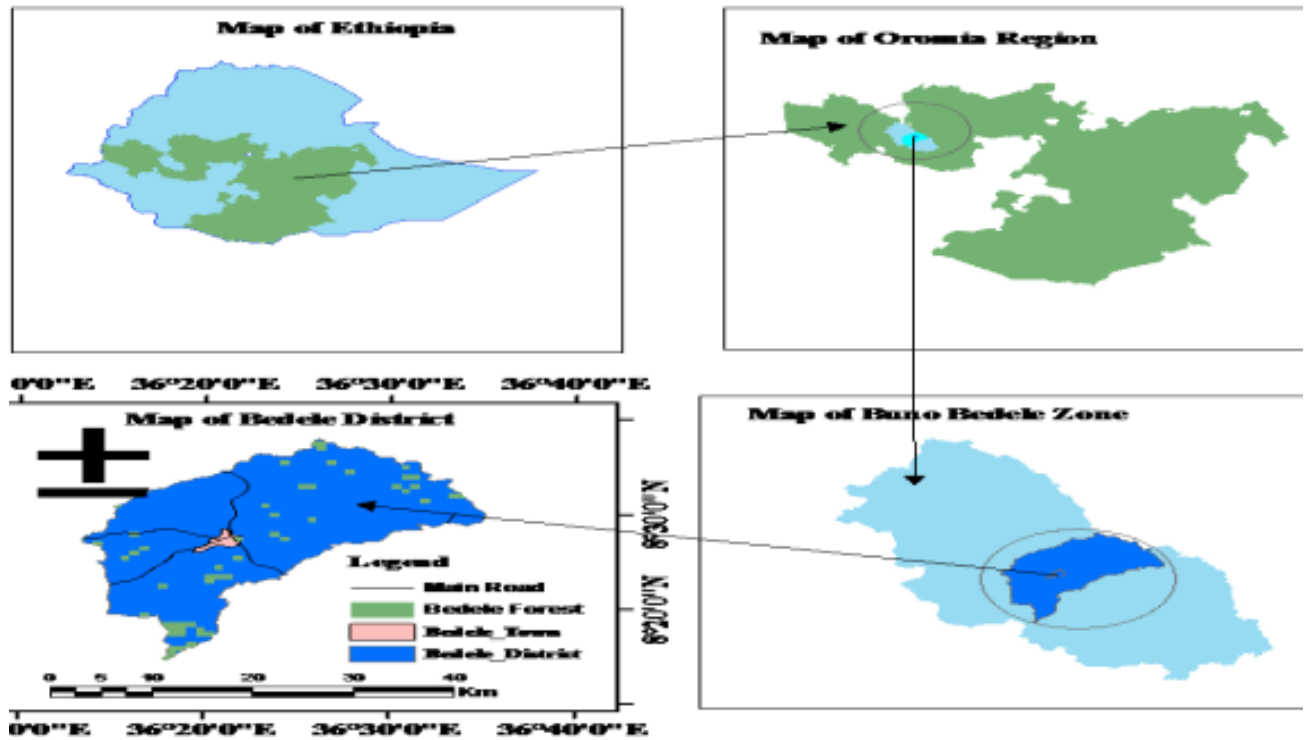 Map of Ethiopia
Map of Oromia Region
0'0"E 36°20'0"E 36°30'0"E 36°40'0"E
Map of Bedele District
8°30'0"N
8°20'0"N
Legend
Main Road
Bedele Forest
Bedele_Town
Bedele_District
0 5 10 20 30 40
Km
0'0"E 36°20'0"E 36°30'0"E 36°40'0"E
Map of Buno Bedele Zone